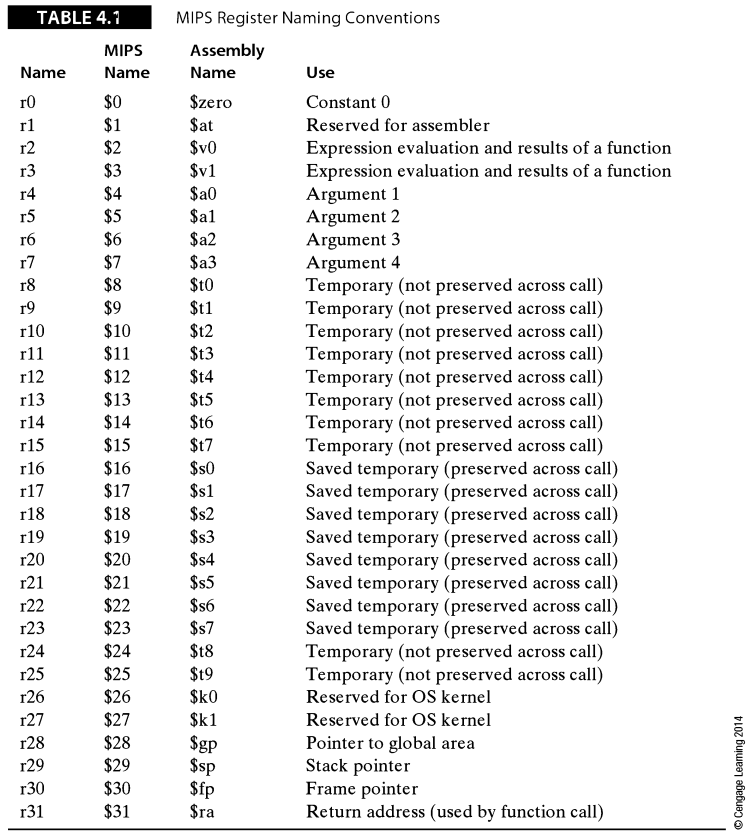 TABLE 4.1 MIPS Register Naming Conventions
MIPS Assembly
Name Name Name Use
r0 $0 $zero Constant 0
r1 $1 $at Reserved for assembler
r2 $2 $v0 Expression evaluation and results of a function
r3 $3 $v1 Expression evaluation and results of a function
r4 $4 $a0 Argument 1
r5 $5 $a1 Argument 2
r6 $6 $a2 Argument 3
r7 $7 $a3 Argument 4
r8 $8 $t0 Temporary (not preserved across call)
r9 $9 $t1 Temporary (not preserved across call)
r10 $10 $t2 Temporary (not preserved across call)
r11 $11 $t3 Temporary (not preserved across call)
r12 $12 $t4 Temporary (not preserved across call)
r13 $13 $t5 Temporary (not preserved across call)
r14 $14 $t6 Temporary (not preserved across call)
r15 $15 $t7 Temporary (not preserved across call)
r16 $16 $s0 Saved temporary (preserved across call)
r17 $17 $s1 Saved temporary (preserved across call)
r18 $18 $s2 Saved temporary (preserved across call)
r19 $19 $s3 Saved temporary (preserved across call)
r20 $20 $s4 Saved temporary (preserved across call)
r21 $21 $s5 Saved temporary (preserved across call)
r22 $22 $s6 Saved temporary (preserved across call)
r23 $23 $s7 Saved temporary (preserved across call)
r24 $24 $t8 Temporary (not preserved across call)
r25 $25 $t9 Temporary (not preserved across call)
r26 $26 $k0 Reserved for OS kernel
r27 $27 $k1 Reserved for OS kernel
r28 $28 $gp Pointer to global area
r29 $29 $sp Stack pointer
r30 $30 $fp Frame pointer
r31 $31 $ra Return address (used by function call)
© Cengage Learning 2014